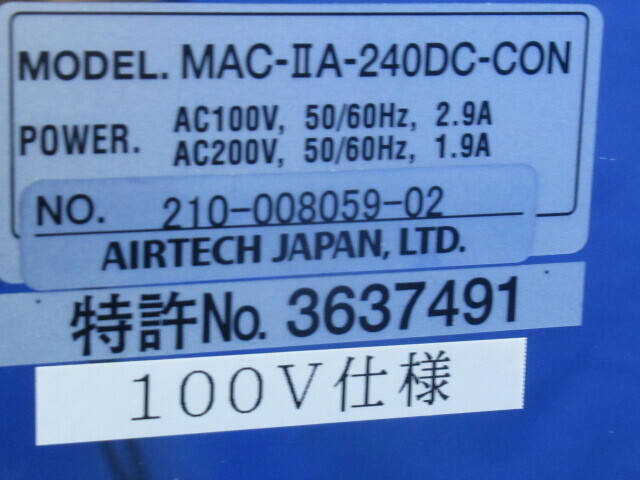 MODEL. MAC-ⅡA-240DC-CON
POWER. AC100V, 50/60Hz, 2.9A
AC200V, 50/60Hz, 1.9A
NO. 210-008059-02
AIRTECH JAPAN, LTD.
特許No. 3637491
100V仕様